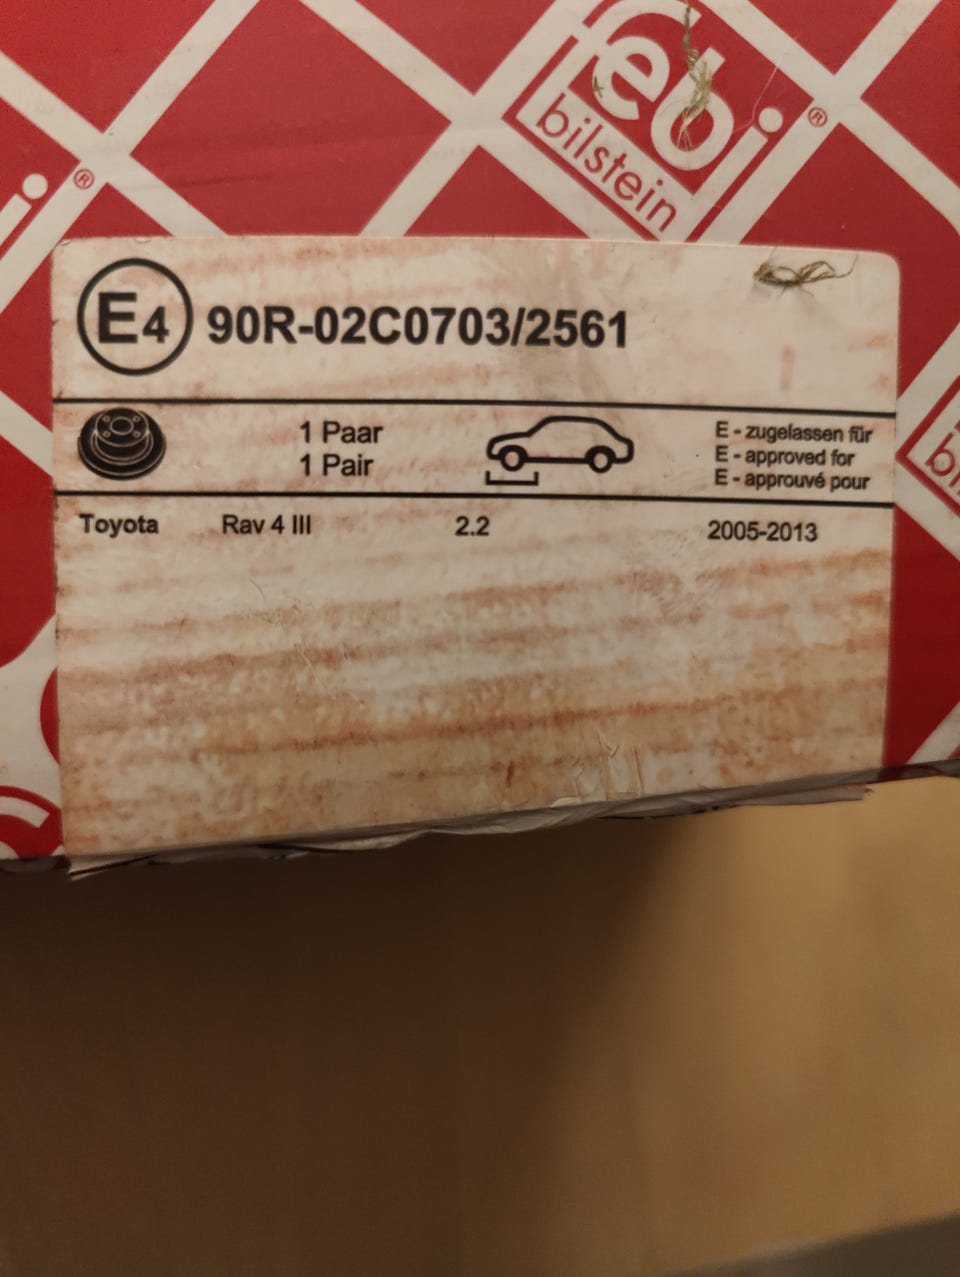 febi®
bilstein
®
E4 90R-02C0703/2561
1 Paar
1 Pair
E - zugelassen für
E - approved for
E - approuvé pour
Toyota Rav 4 III 2.2 2005-2013